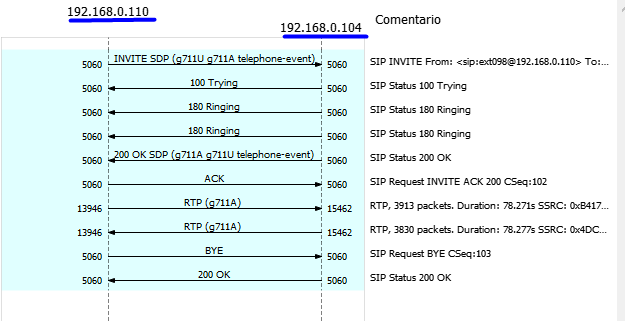 192.168.0.110
192.168.0.104
Comentario
5060 INVITE SDP (g711U g711A telephone-event) 5060 SIP INVITE From: <sip:ext098@192.168.0.110> To:...
5060 100 Trying 5060 SIP Status 100 Trying
5060 180 Ringing 5060 SIP Status 180 Ringing
5060 180 Ringing 5060 SIP Status 180 Ringing
5060 200 OK SDP (g711A g711U telephone-event) 5060 SIP Status 200 OK
5060 ACK 5060 SIP Request INVITE ACK 200 CSeq:102
13946 RTP (g711A) 15462 RTP, 3913 packets. Duration: 78.271s SSRC: 0xB417...
13946 RTP (g711A) 15462 RTP, 3830 packets. Duration: 78.277s SSRC: 0x4DC...
5060 BYE 5060 SIP Request BYE CSeq:103
5060 200 OK 5060 SIP Status 200 OK